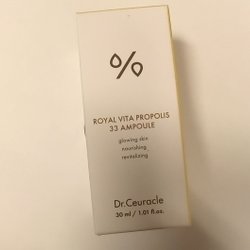 ROYAL VITA PROPOLIS
33 AMPOULE
glowing skin
nourishing
revitalizing
Dr.Ceuracle
30 ml / 1.01 fl.oz.